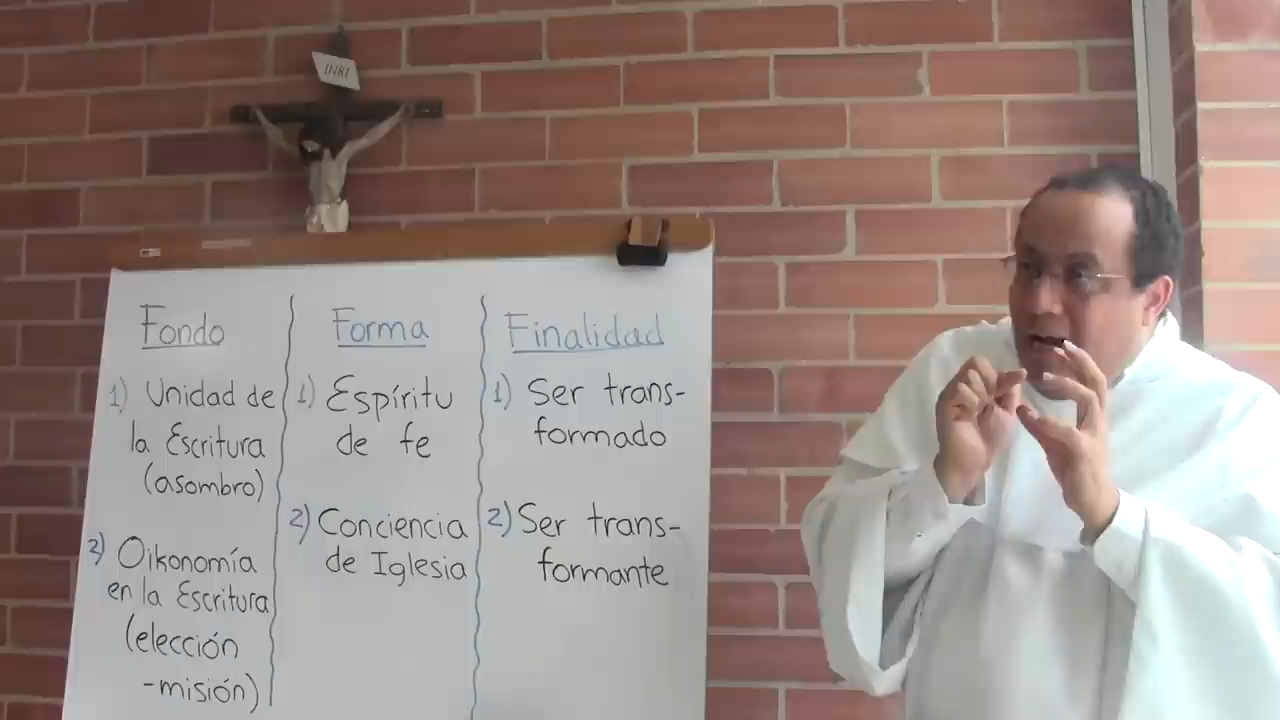 INRI
Fondo
1) Unidad de
la Escritura
(asombro)
2) Oikonomía
en la Escritura
(elección
-misión)
Forma
1) Espíritu
de fe
2) Conciencia
de Iglesia
Finalidad
1) Ser trans-
formado
2) Ser trans-
formante